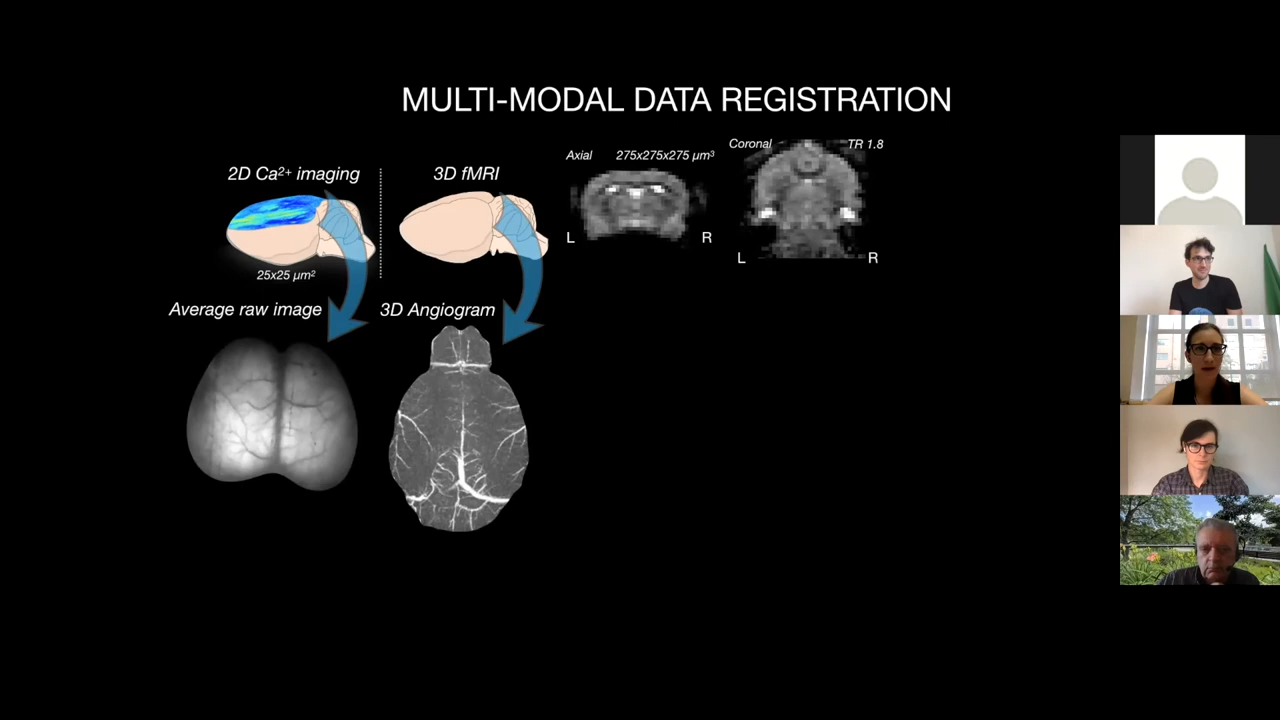 MULTI-MODAL DATA REGISTRATION
2D Ca²⁺ imaging
3D fMRI
Axial
275x275x275 µm³
Coronal
TR 1.8
L
R
L
R
25x25 µm²
Average raw image
3D Angiogram